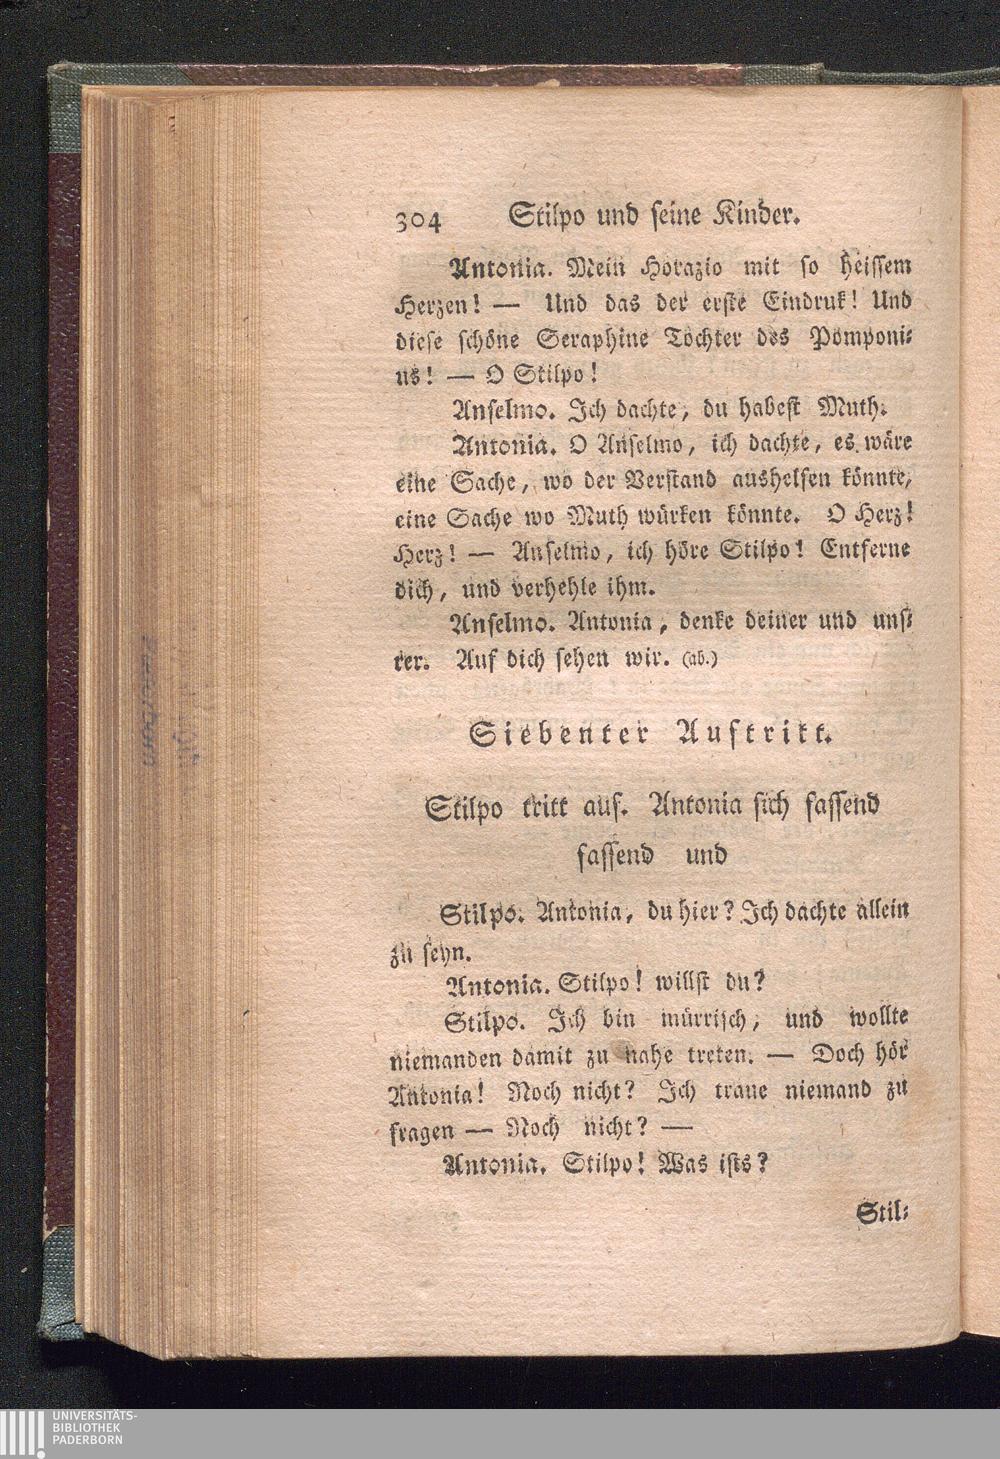 304 Stilpo und seine Kinder.
Antonia. Mein Horazio mit so heissem
Herzen! — Und das der erste Eindruk! Und
diese schöne Seraphine Tochter des Pomponi-
us! — O Stilpo!
Anselmo. Ich dachte, du habest Muth.
Antonia. O Anselmo, ich dachte, es wäre
eine Sache, wo der Verstand aushelfen könnte,
eine Sache wo Muth würken könnte. O Herz!
Herz! — Anselmo, ich höre Stilpo! Entferne
dich, und verhehle ihm.
Anselmo. Antonia, denke deiner und uns-
rer. Auf dich sehen wir. (ab.)
Siebenter Auftritt.
Stilpo tritt auf. Antonia sich fassend
fassend und
Stilpo. Antonia, du hier? Ich dachte allein
zu seyn.
Antonia. Stilpo! willst du?
Stilpo. Ich bin mürrisch, und wollte
niemanden damit zu nahe treten. — Doch hör
Antonia! Noch nicht? Ich traue niemand zu
fragen — Noch nicht? —
Antonia. Stilpo! Was ists?
Stil-
UNIVERSITÄTS-
BIBLIOTHEK
PADERBORN